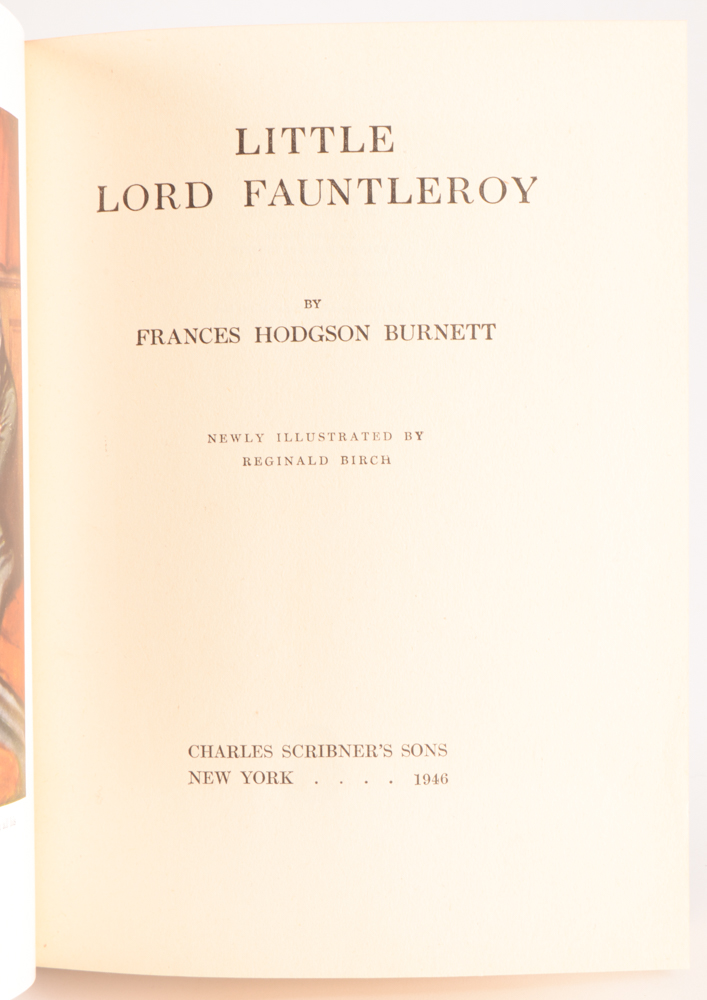 LITTLE
LORD FAUNTLEROY
BY
FRANCES HODGSON BURNETT
NEWLY ILLUSTRATED BY
REGINALD BIRCH
CHARLES SCRIBNER'S SONS
NEW YORK . . . . 1946